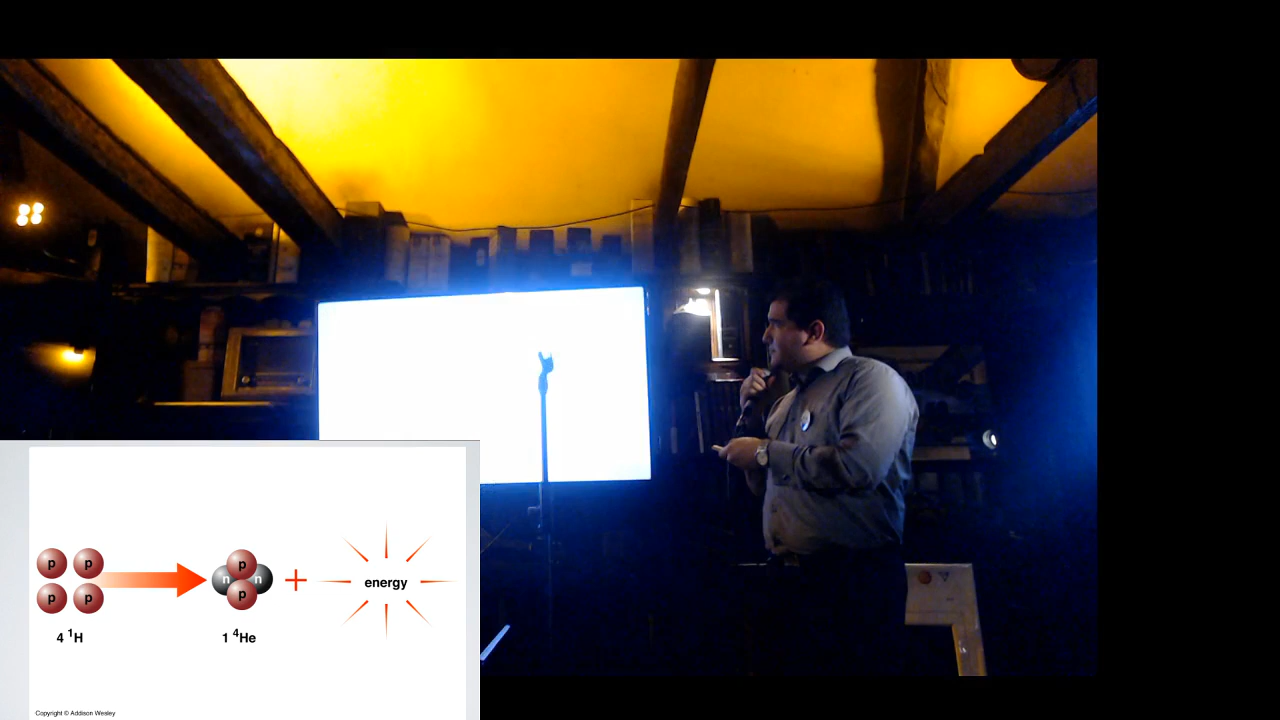 p p
n p n
energy
p p
p
4 ¹H
1 ⁴He
Copyright © Addison Wesley